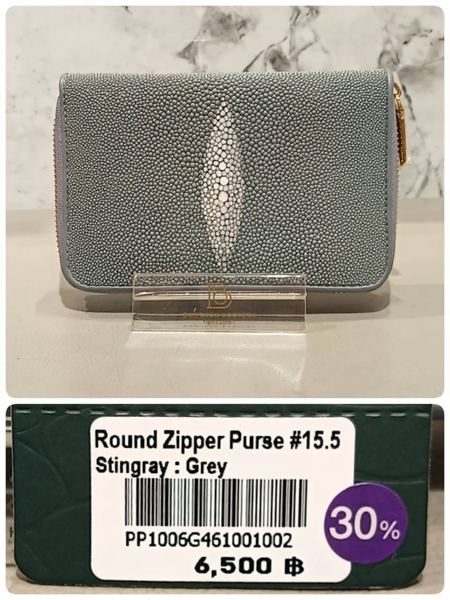 Round Zipper Purse #15.5
Stingray : Grey
PP1006G461001002
6,500 ฿
30%